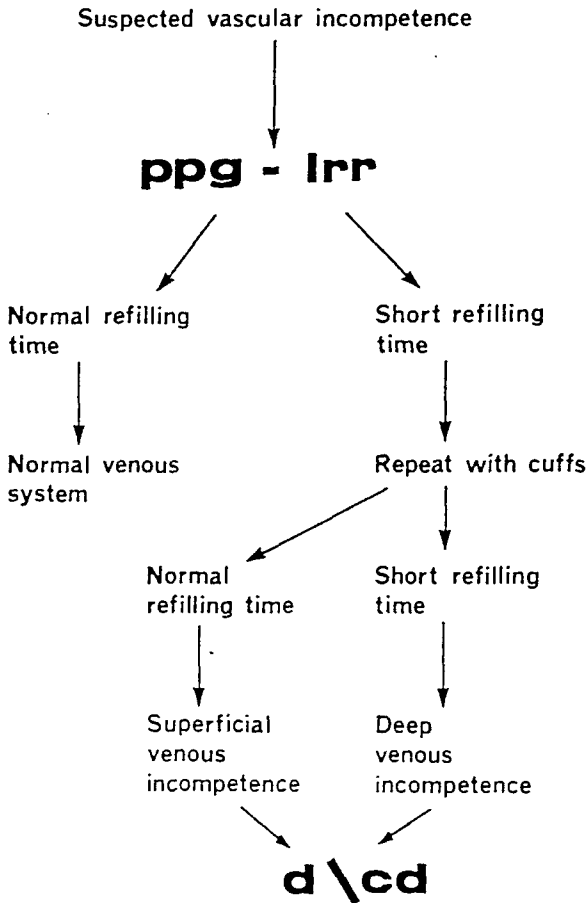 Suspected vascular incompetence
ppg - lrr
Normal refilling
time
Short refilling
time
Normal venous
system
Repeat with cuffs
Normal
refilling time
Short refilling
time
Superficial
venous
incompetence
Deep
venous
incompetence
d \cd